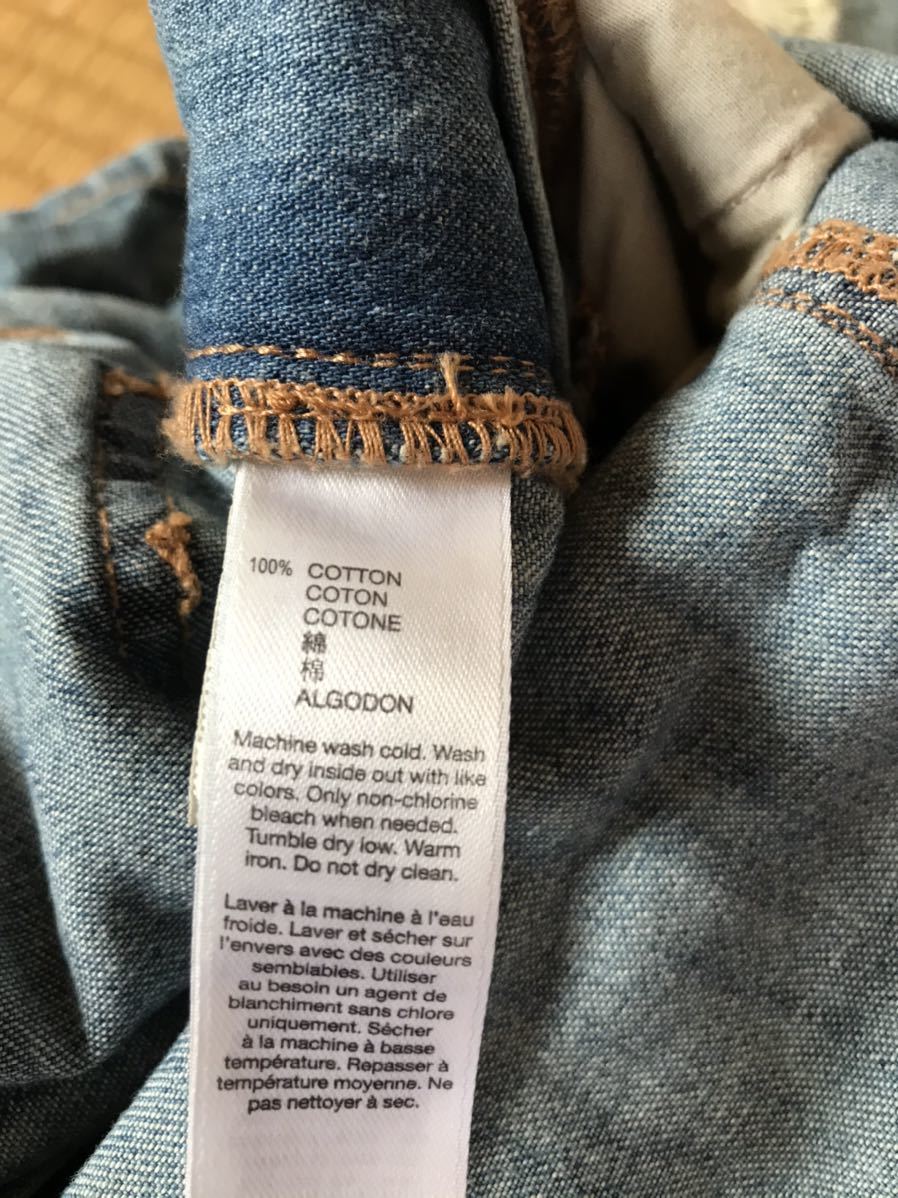 100% COTTON
COTON
COTONE
綿
棉
ALGODON
Machine wash cold. Wash
and dry inside out with like
colors. Only non-chlorine
bleach when needed.
Tumble dry low. Warm
iron. Do not dry clean.
Laver à la machine à l'eau
froide. Laver et sécher sur
l'envers avec des couleurs
semblables. Utiliser
au besoin un agent de
blanchiment sans chlore
uniquement. Sécher
à la machine à basse
température. Repasser à
température moyenne. Ne
pas nettoyer à sec.